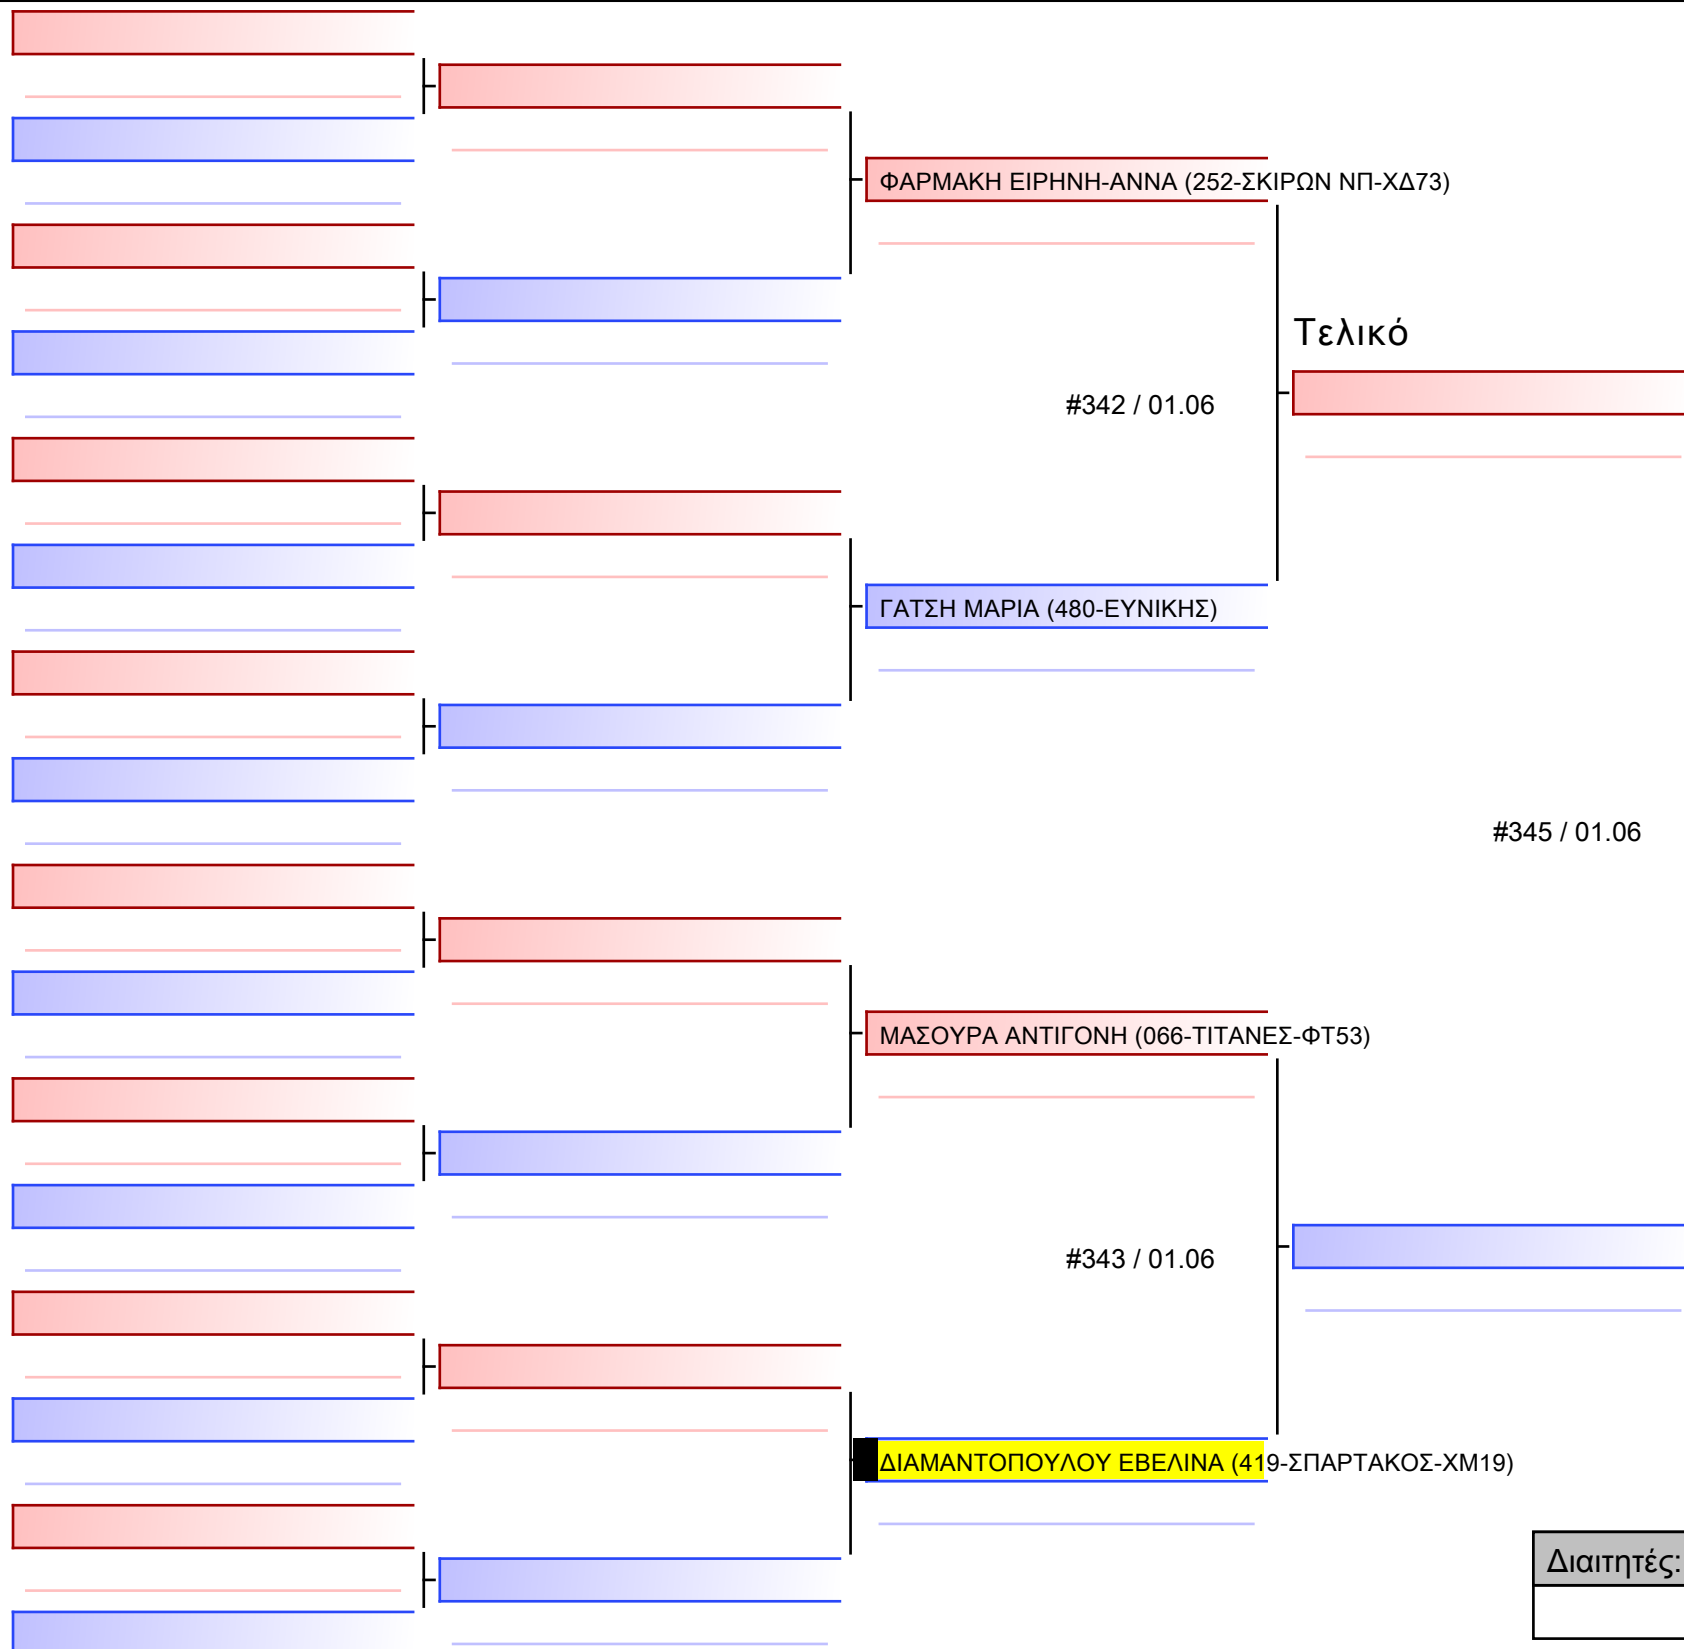 ΦΑΡΜΑΚΗ ΕΙΡΗΝΗ-ΑΝΝΑ (252-ΣΚΙΡΩΝ ΝΠ-ΧΔ73)
Τελικό
#342 / 01.06
ΓΑΤΣΗ ΜΑΡΙΑ (480-ΕΥΝΙΚΗΣ)
#345 / 01.06
ΜΑΣΟΥΡΑ ΑΝΤΙΓΟΝΗ (066-ΤΙΤΑΝΕΣ-ΦΤ53)
#343 / 01.06
ΔΙΑΜΑΝΤΟΠΟΥΛΟΥ ΕΒΕΛΙΝΑ (419-ΣΠΑΡΤΑΚΟΣ-ΧΜ19)
Διαιτητές: